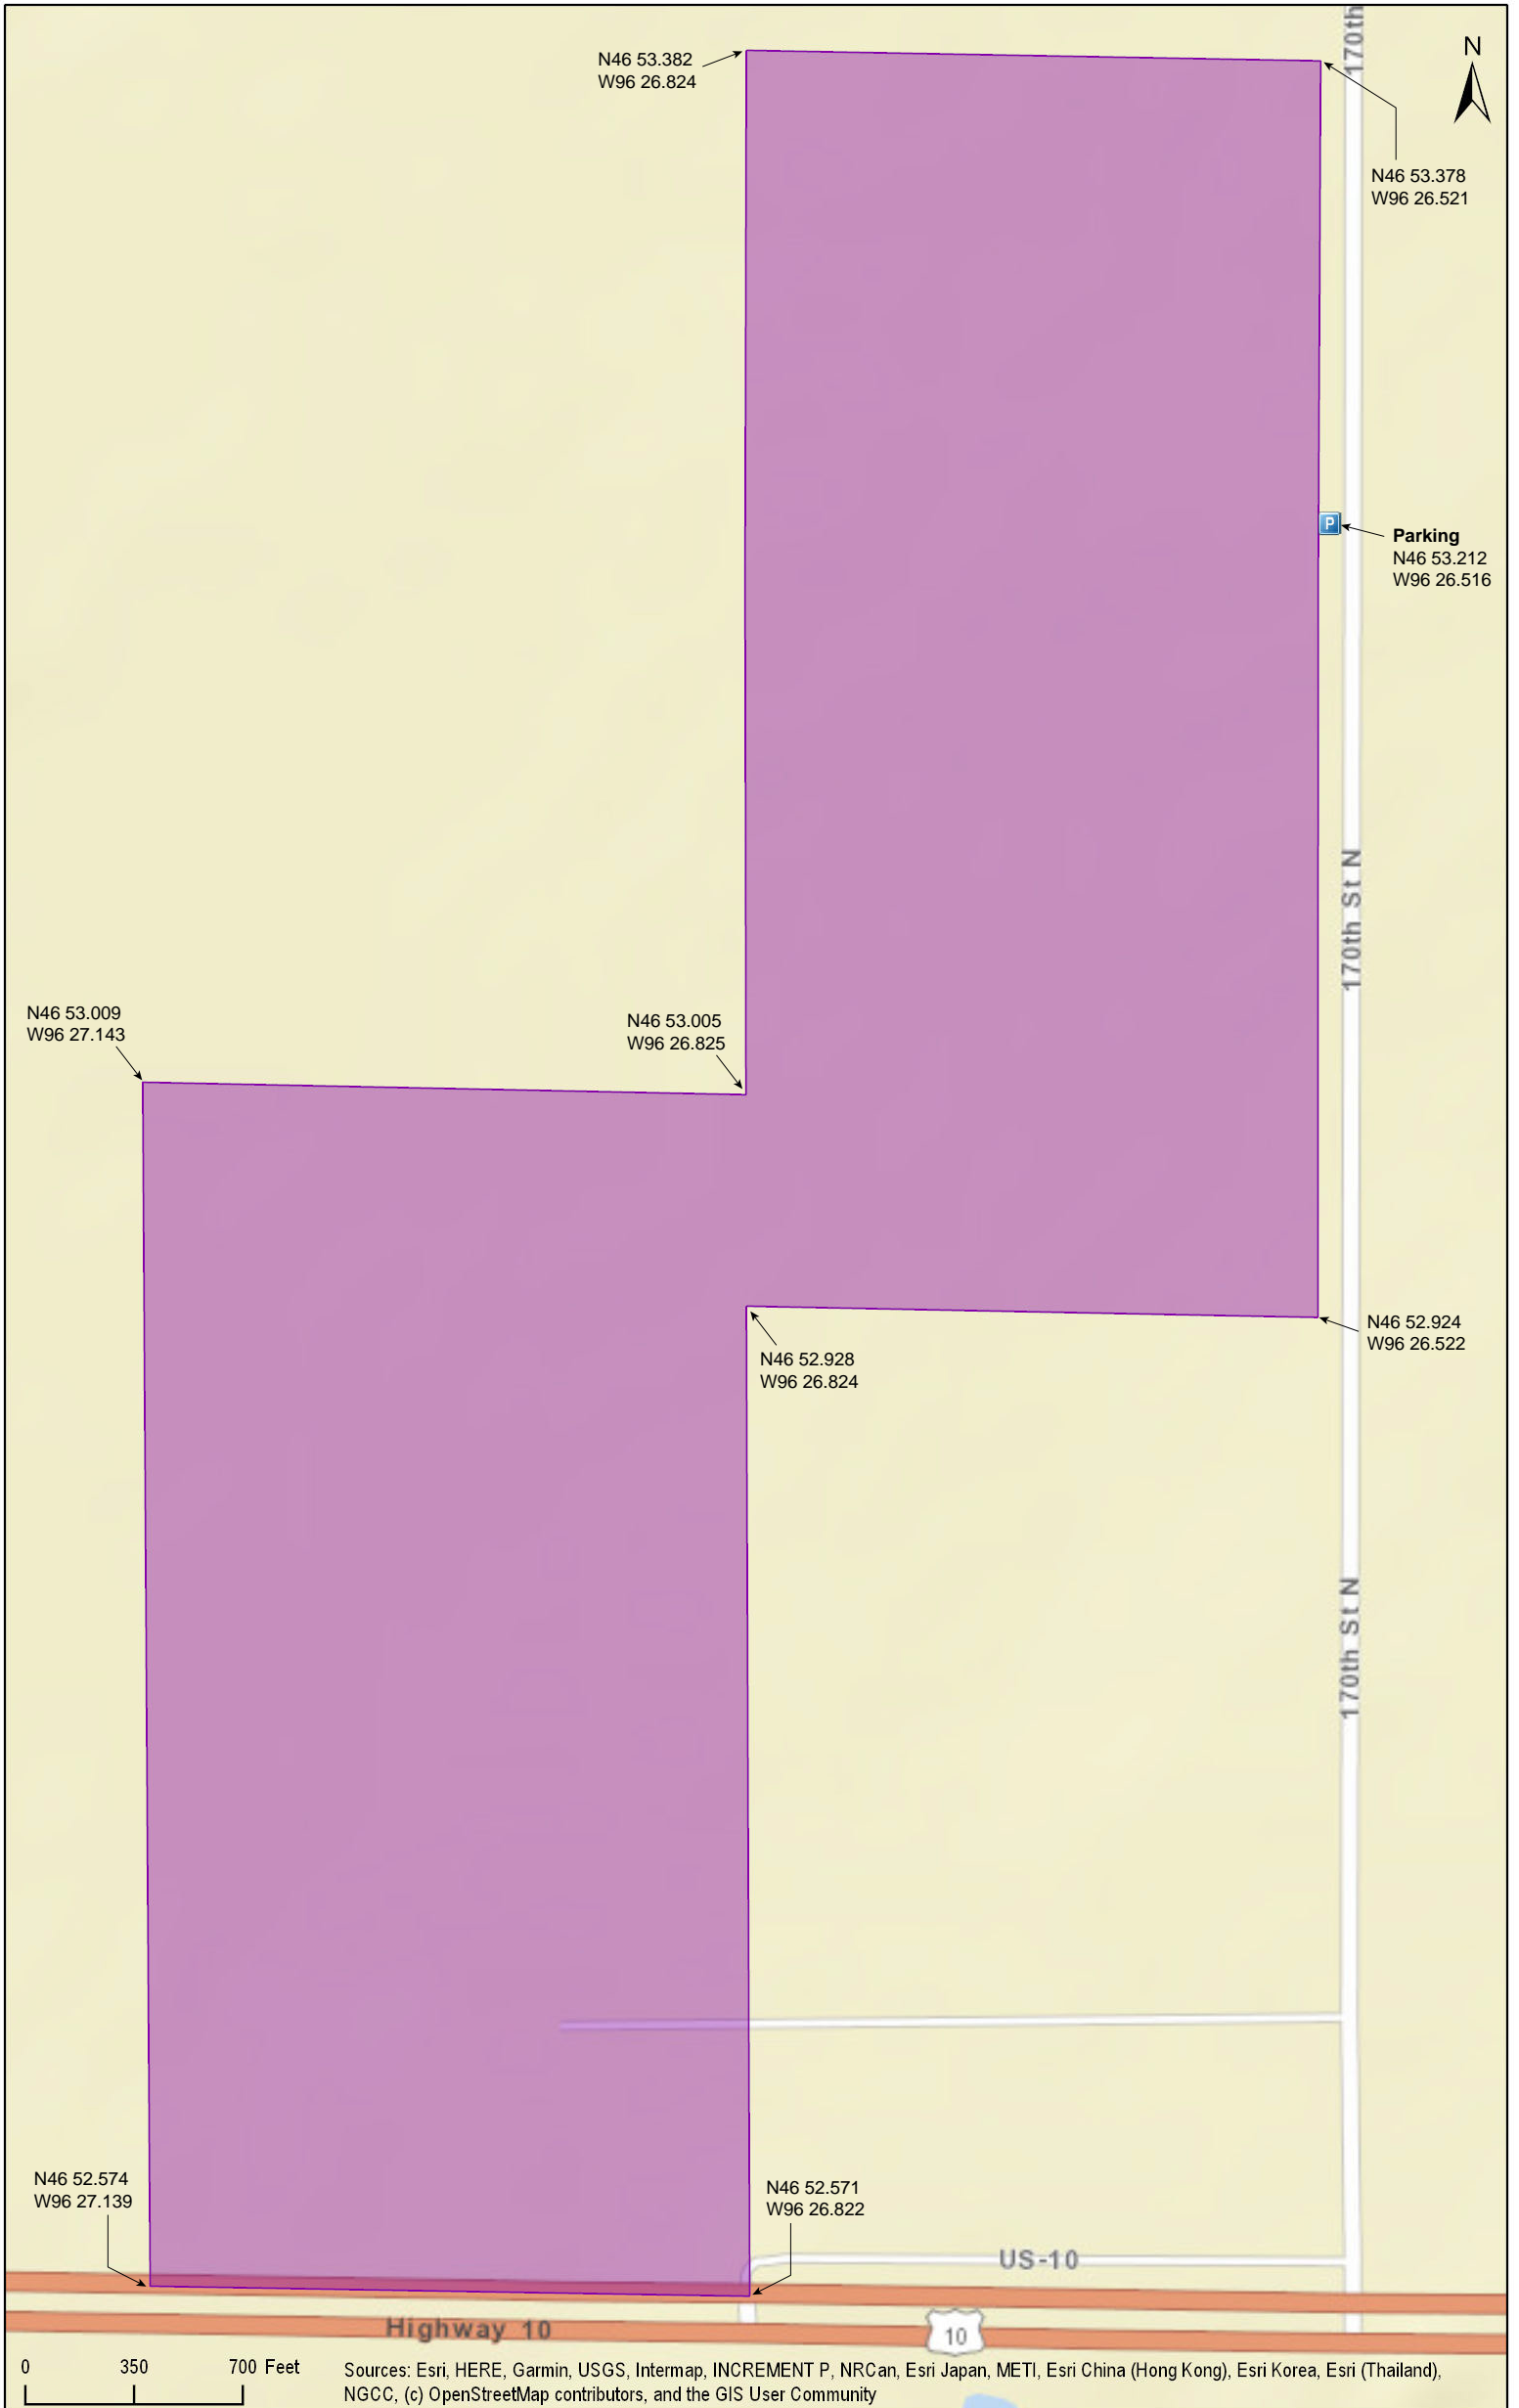 170th
N46 53.382
W96 26.824
N
N46 53.378
W96 26.521
P
Parking
N46 53.212
W96 26.516
170th St N
N46 53.009
W96 27.143
N46 53.005
W96 26.825
N46 52.924
W96 26.522
N46 52.928
W96 26.824
170th St N
N46 52.574
W96 27.139
N46 52.571
W96 26.822
US-10
Highway 10
10
0 350 700 Feet
Sources: Esri, HERE, Garmin, USGS, Intermap, INCREMENT P, NRCan, Esri Japan, METI, Esri China (Hong Kong), Esri Korea, Esri (Thailand),
NGCC, (c) OpenStreetMap contributors, and the GIS User Community